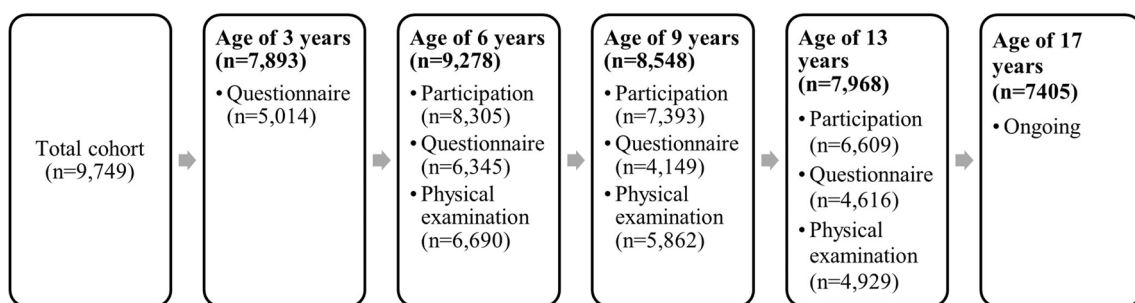 Total cohort
(n=9,749)
Age of 3 years
(n=7,893)
• Questionnaire
(n=5,014)
Age of 6 years
(n=9,278)
• Participation
(n=8,305)
• Questionnaire
(n=6,345)
• Physical
examination
(n=6,690)
Age of 9 years
(n=8,548)
• Participation
(n=7,393)
• Questionnaire
(n=4,149)
• Physical
examination
(n=5,862)
Age of 13
years
(n=7,968)
• Participation
(n=6,609)
• Questionnaire
(n=4,616)
• Physical
examination
(n=4,929)
Age of 17
years
(n=7405)
• Ongoing